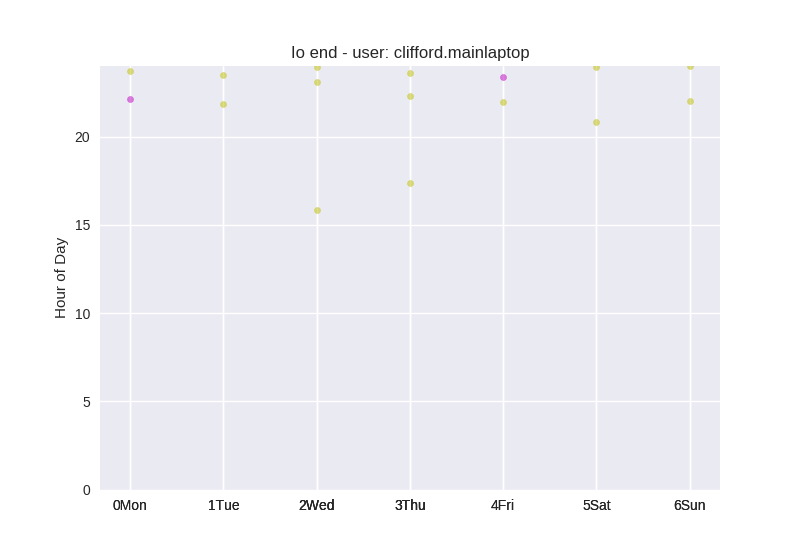 Io end - user: clifford.mainlaptop
Hour of Day
20
15
10
5
0
0Mon 1Tue 2Wed 3Thu 4Fri 5Sat 6Sun